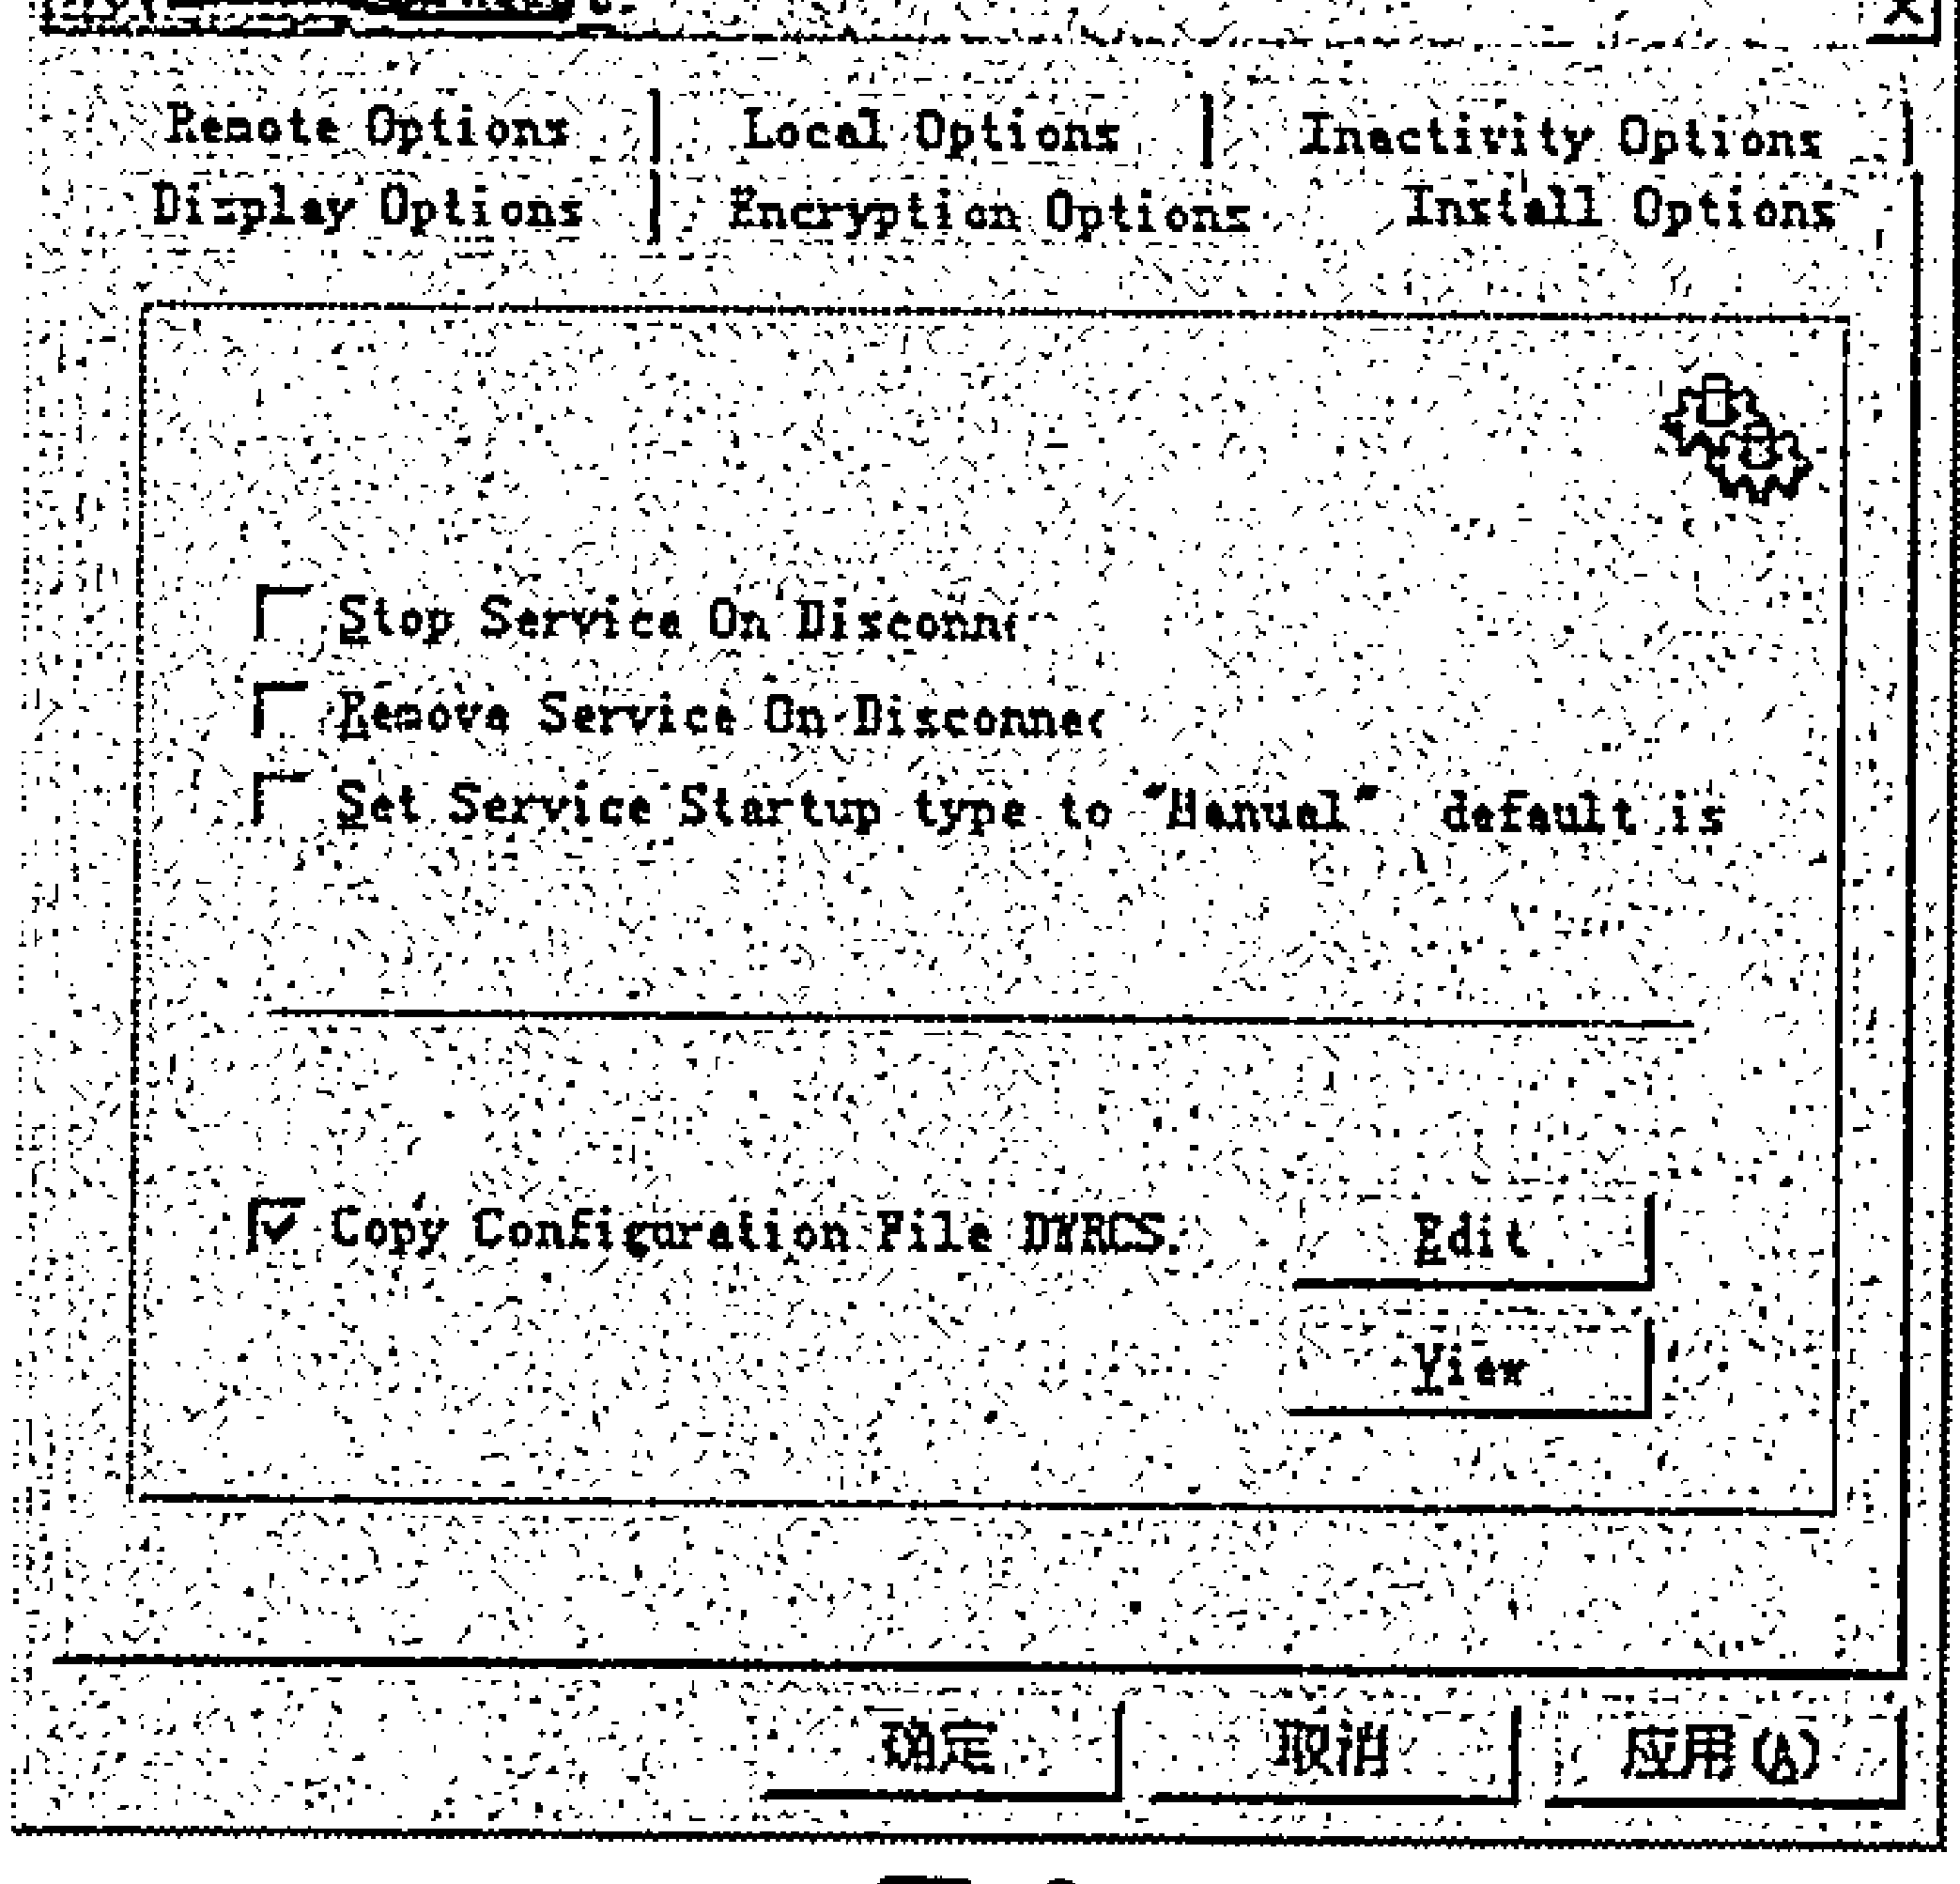 Remote Options Local Options Inactivity Options
Display Options Encryption Options Install Options
Stop Service On Disconn
Remove Service On Disconnec
Set Service Startup type to "Manual" default is
Copy Configuration File DWRCS.
Edit
View
确定 取消 应用(A)